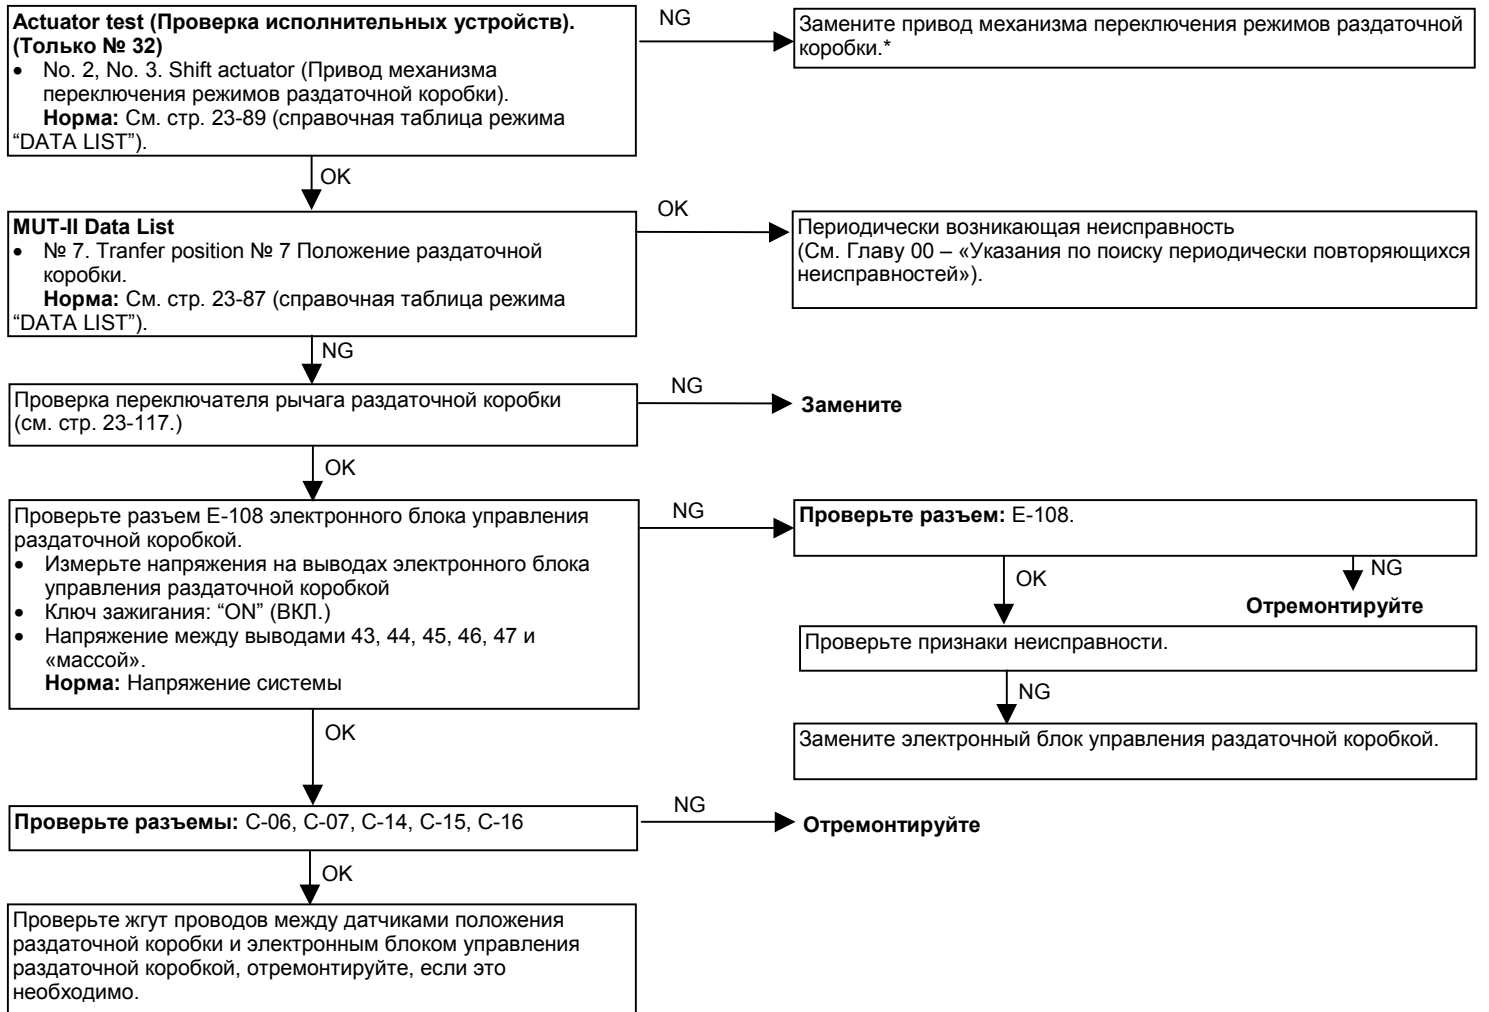 Actuator test (Проверка исполнительных устройств).
(Только № 32)
• No. 2, No. 3. Shift actuator (Привод механизма
переключения режимов раздаточной коробки).
Норма: См. стр. 23-89 (справочная таблица режима
“DATA LIST”).
NG
Замените привод механизма переключения режимов раздаточной
коробки.*
OK
MUT-II Data List
• № 7. Tranfer position № 7 Положение раздаточной
коробки.
Норма: См. стр. 23-87 (справочная таблица режима
“DATA LIST”).
OK
Периодически возникающая неисправность
(См. Главу 00 – «Указания по поиску периодически повторяющихся
неисправностей»).
NG
Проверка переключателя рычага раздаточной коробки
(см. стр. 23-117.)
NG
Замените
OK
Проверьте разъем E-108 электронного блока управления
раздаточной коробкой.
• Измерьте напряжения на выводах электронного блока
управления раздаточной коробкой
• Ключ зажигания: “ON” (ВКЛ.)
• Напряжение между выводами 43, 44, 45, 46, 47 и
«массой».
Норма: Напряжение системы
NG
Проверьте разъем: E-108.
OK
NG
Отремонтируйте
Проверьте признаки неисправности.
NG
Замените электронный блок управления раздаточной коробкой.
OK
Проверьте разъемы: C-06, C-07, C-14, C-15, C-16
NG
Отремонтируйте
OK
Проверьте жгут проводов между датчиками положения
раздаточной коробки и электронным блоком управления
раздаточной коробкой, отремонтируйте, если это
необходимо.